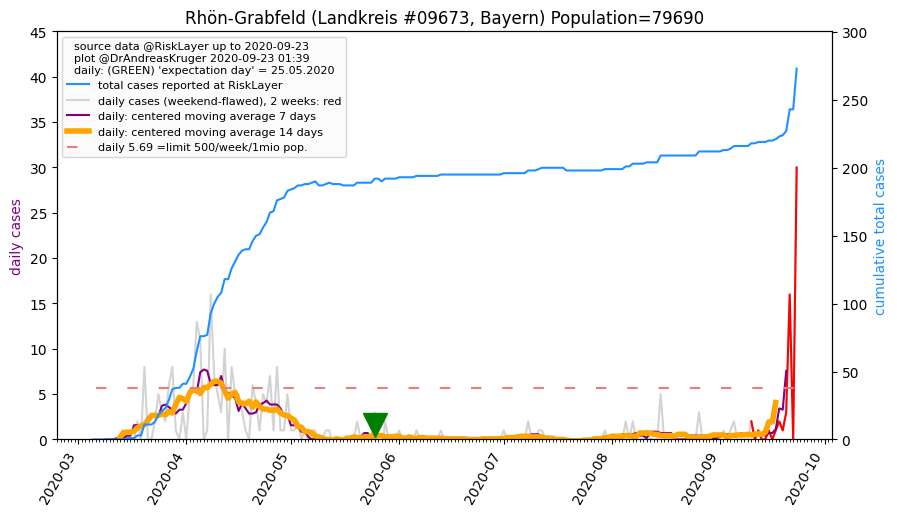 Rhön-Grabfeld (Landkreis #09673, Bayern) Population=79690
source data @RiskLayer up to 2020-09-23
plot @DrAndreasKruger 2020-09-23 01:39
daily: (GREEN) 'expectation day' = 25.05.2020
total cases reported at RiskLayer
daily cases (weekend-flawed), 2 weeks: red
daily: centered moving average 7 days
daily: centered moving average 14 days
daily 5.69 =limit 500/week/1mio pop.
daily cases
45
40
35
30
25
20
15
10
5
0
300
250
200
150
100
50
0
cumulative total cases
2020-03
2020-04
2020-05
2020-06
2020-07
2020-08
2020-09
2020-10